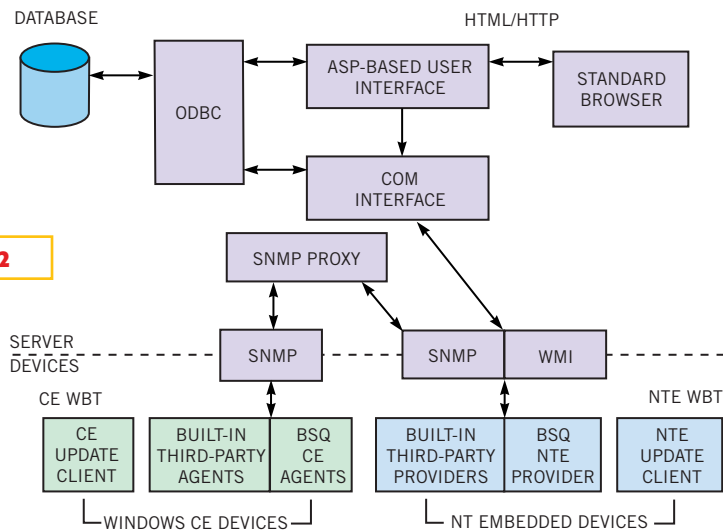 DATABASE
HTML/HTTP
ODBC
ASP-BASED USER
INTERFACE
STANDARD
BROWSER
COM
INTERFACE
2
SNMP PROXY
SERVER
DEVICES
SNMP
SNMP
WMI
CE WBT
NTE WBT
CE
UPDATE
CLIENT
BUILT-IN
THIRD-PARTY
AGENTS
BSQ
CE
AGENTS
BUILT-IN
THIRD-PARTY
PROVIDERS
BSQ
NTE
PROVIDER
NTE
UPDATE
CLIENT
WINDOWS CE DEVICES
NT EMBEDDED DEVICES